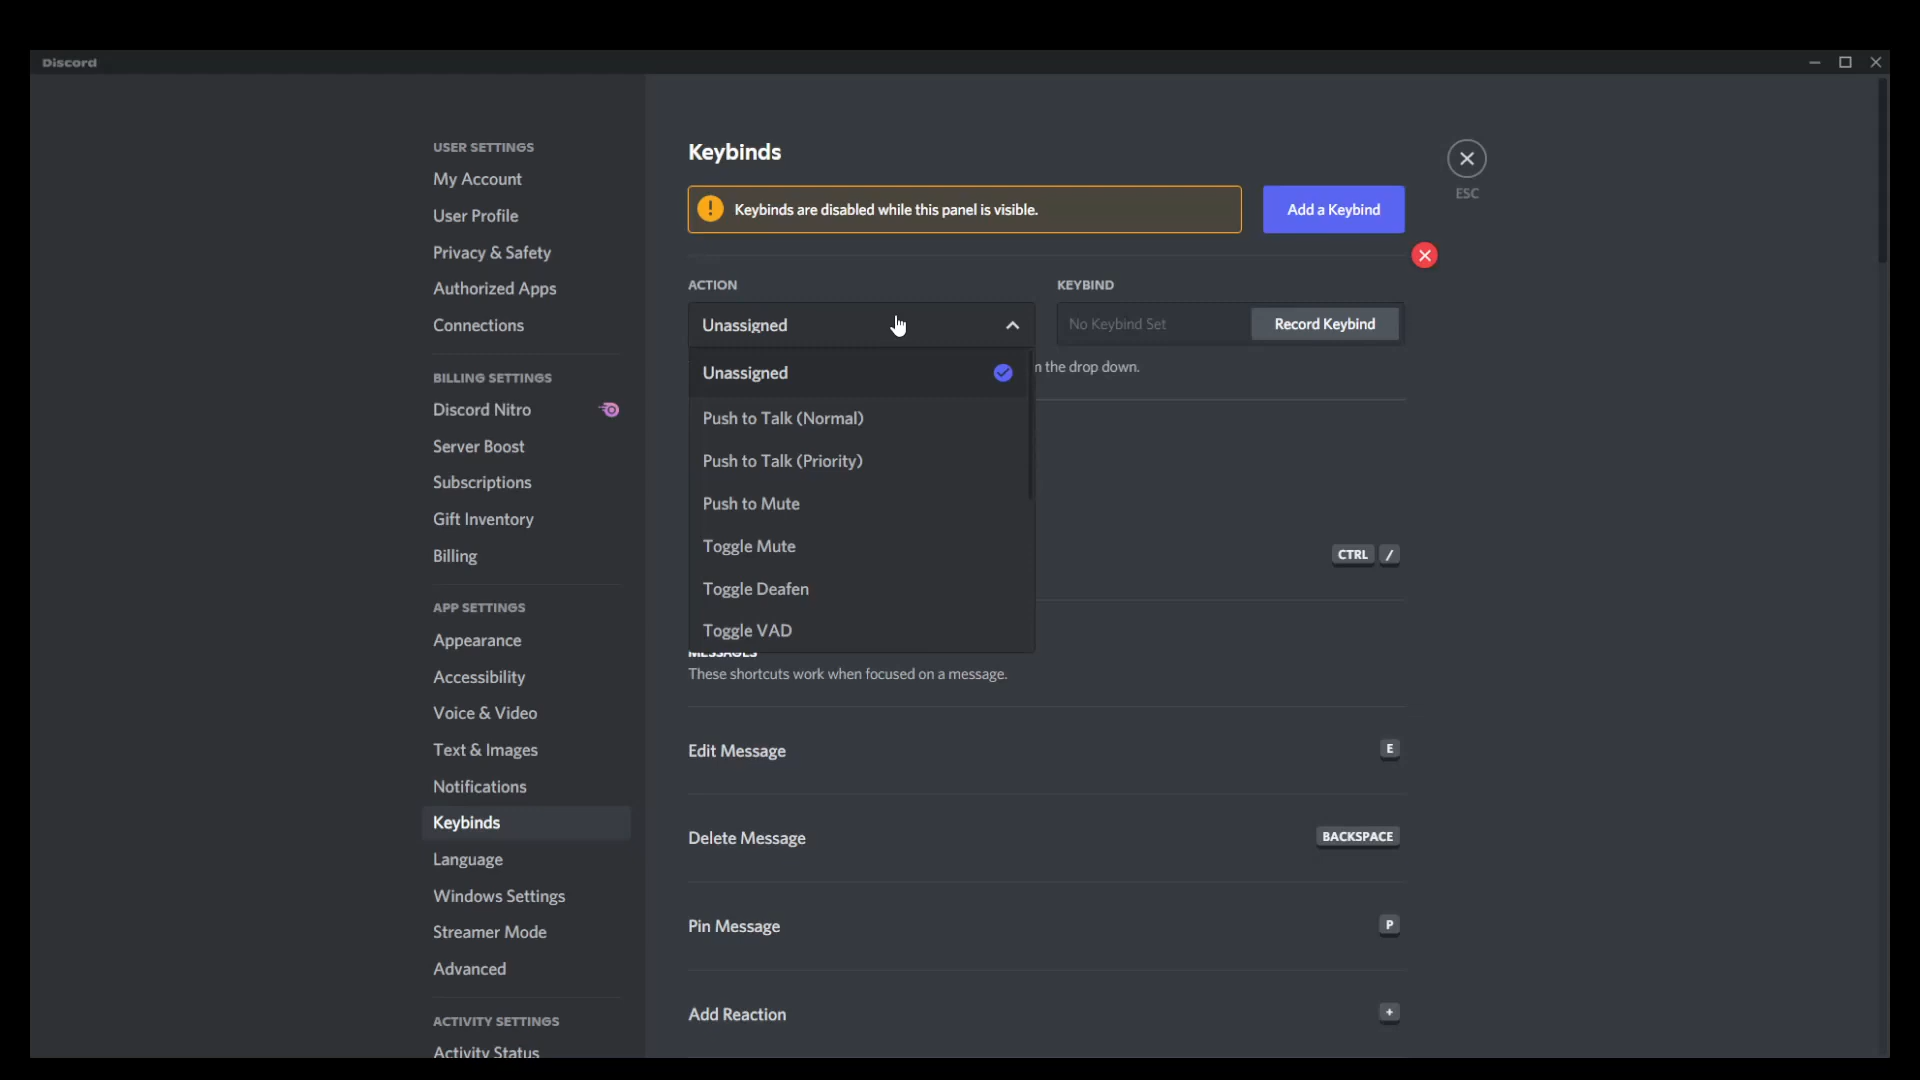 Discord
USER SETTINGS
My Account
User Profile
Privacy & Safety
Authorized Apps
Connections
BILLING SETTINGS
Discord Nitro
Server Boost
Subscriptions
Gift Inventory
Billing
APP SETTINGS
Appearance
Accessibility
Voice & Video
Text & Images
Notifications
Keybinds
Language
Windows Settings
Streamer Mode
Advanced
ACTIVITY SETTINGS
Activity Status
Keybinds
Keybinds are disabled while this panel is visible.
Add a Keybind
ESC
ACTION
KEYBIND
Unassigned
No Keybind Set
Record Keybind
the drop down.
Unassigned
Push to Talk (Normal)
Push to Talk (Priority)
Push to Mute
Toggle Mute
Toggle Deafen
Toggle VAD
CTRL /
MESSAGES
These shortcuts work when focused on a message.
Edit Message
E
Delete Message
BACKSPACE
Pin Message
P
Add Reaction
+